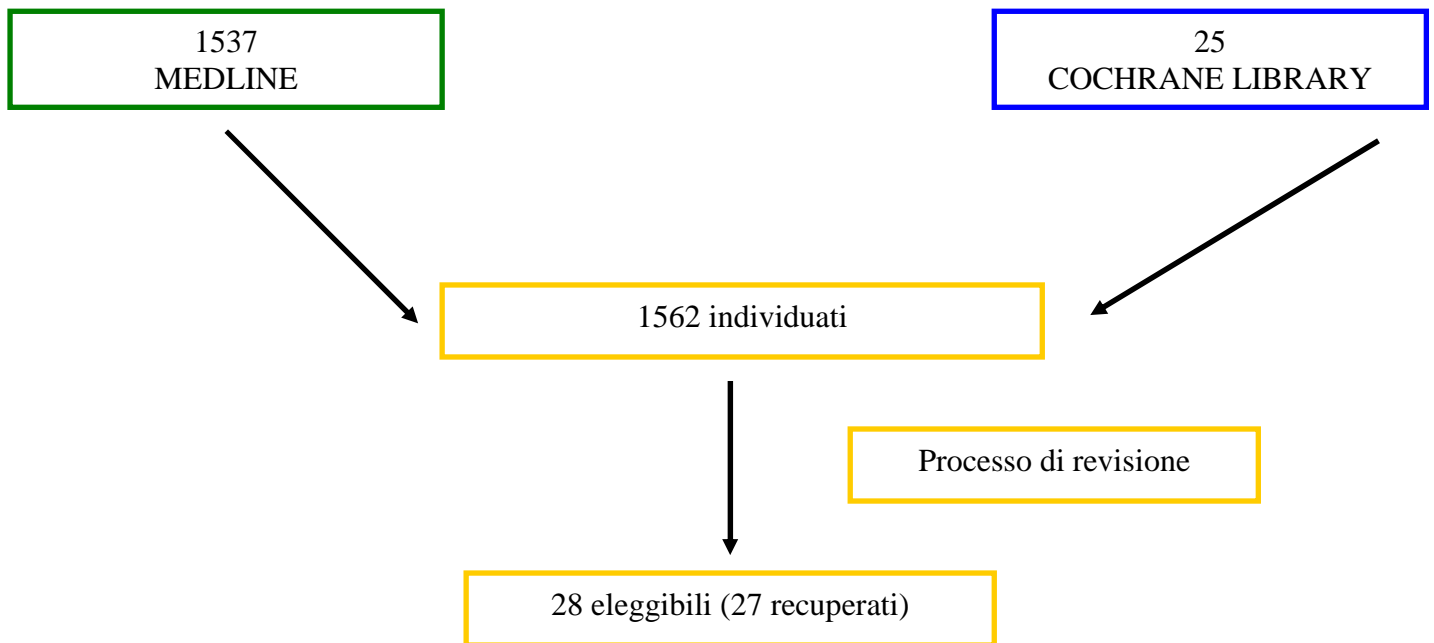 1537
MEDLINE
25
COCHRANE LIBRARY
1562 individuati
Processo di revisione
28 eleggibili (27 recuperati)